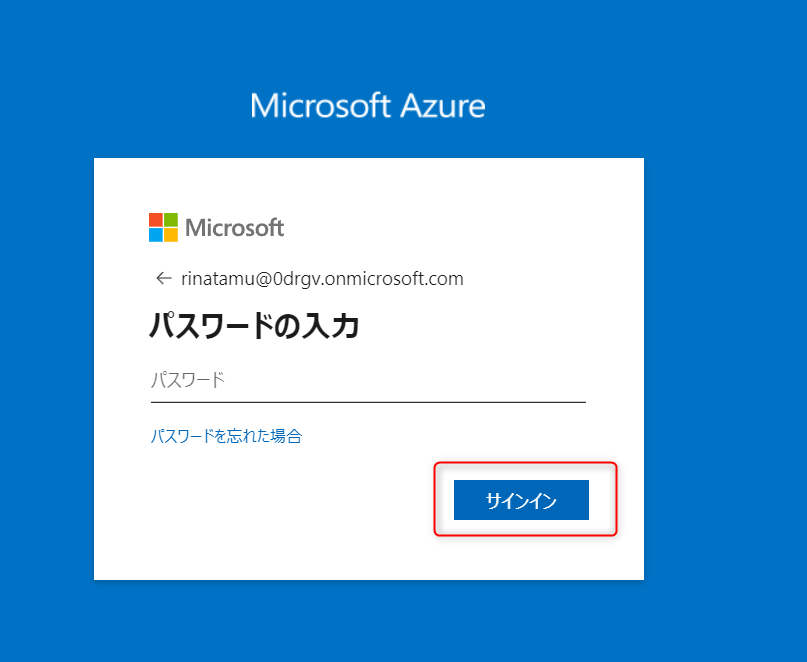 Microsoft Azure
Microsoft
← rinatamu@0drgv.onmicrosoft.com
パスワードの入力
パスワード
パスワードを忘れた場合
サインイン